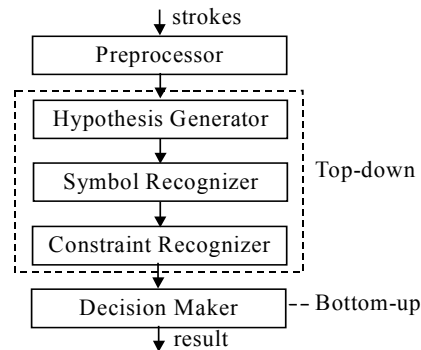 strokes
Preprocessor
Hypothesis Generator
Symbol Recognizer
Top-down
Constraint Recognizer
Decision Maker
Bottom-up
result